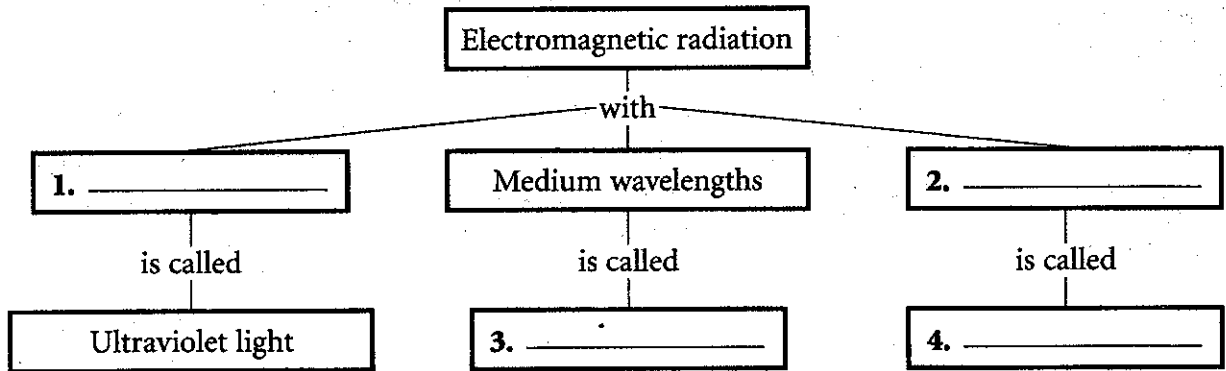 Electromagnetic radiation
with
1. ____________ Medium wavelengths 2. ____________
is called is called is called
Ultraviolet light 3. ____________ 4. ____________